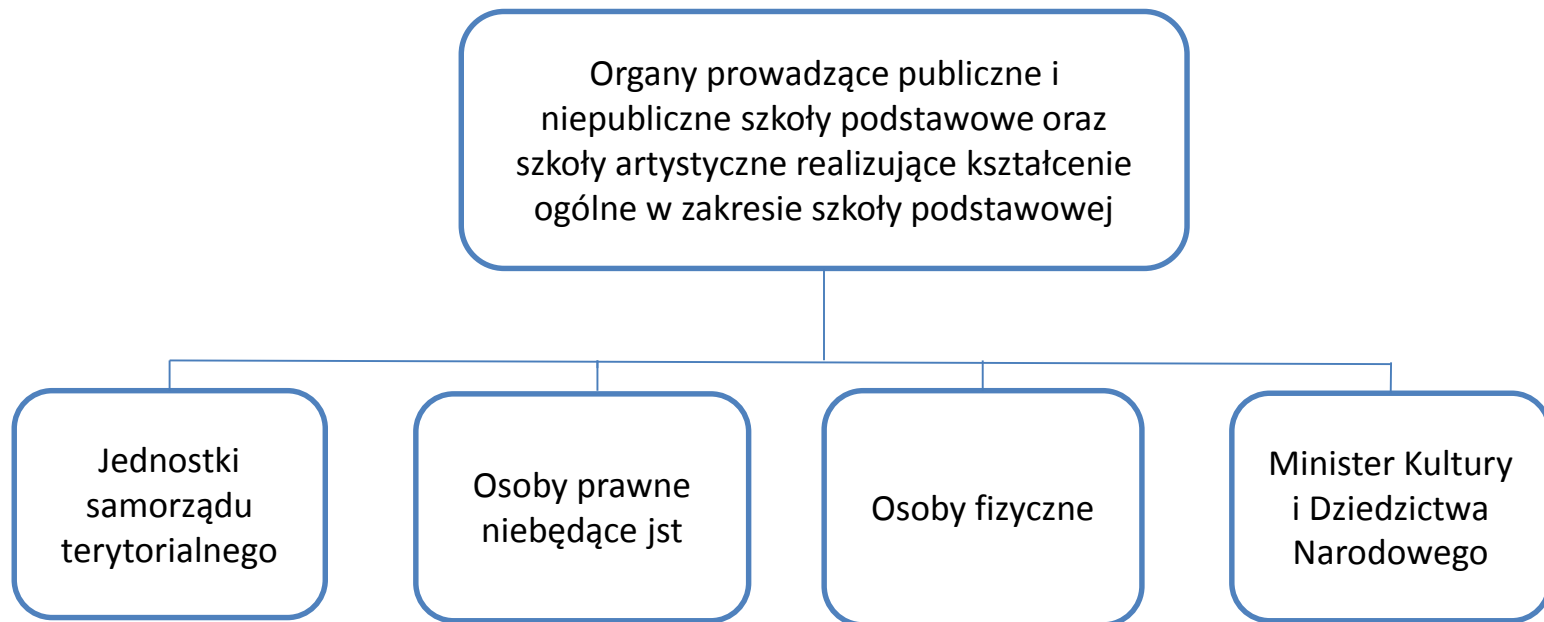 Organy prowadzące publiczne i
niepubliczne szkoły podstawowe oraz
szkoły artystyczne realizujące kształcenie
ogólne w zakresie szkoły podstawowej
Jednostki
samorządu
terytorialnego
Osoby prawne
niebędące jst
Osoby fizyczne
Minister Kultury
i Dziedzictwa
Narodowego